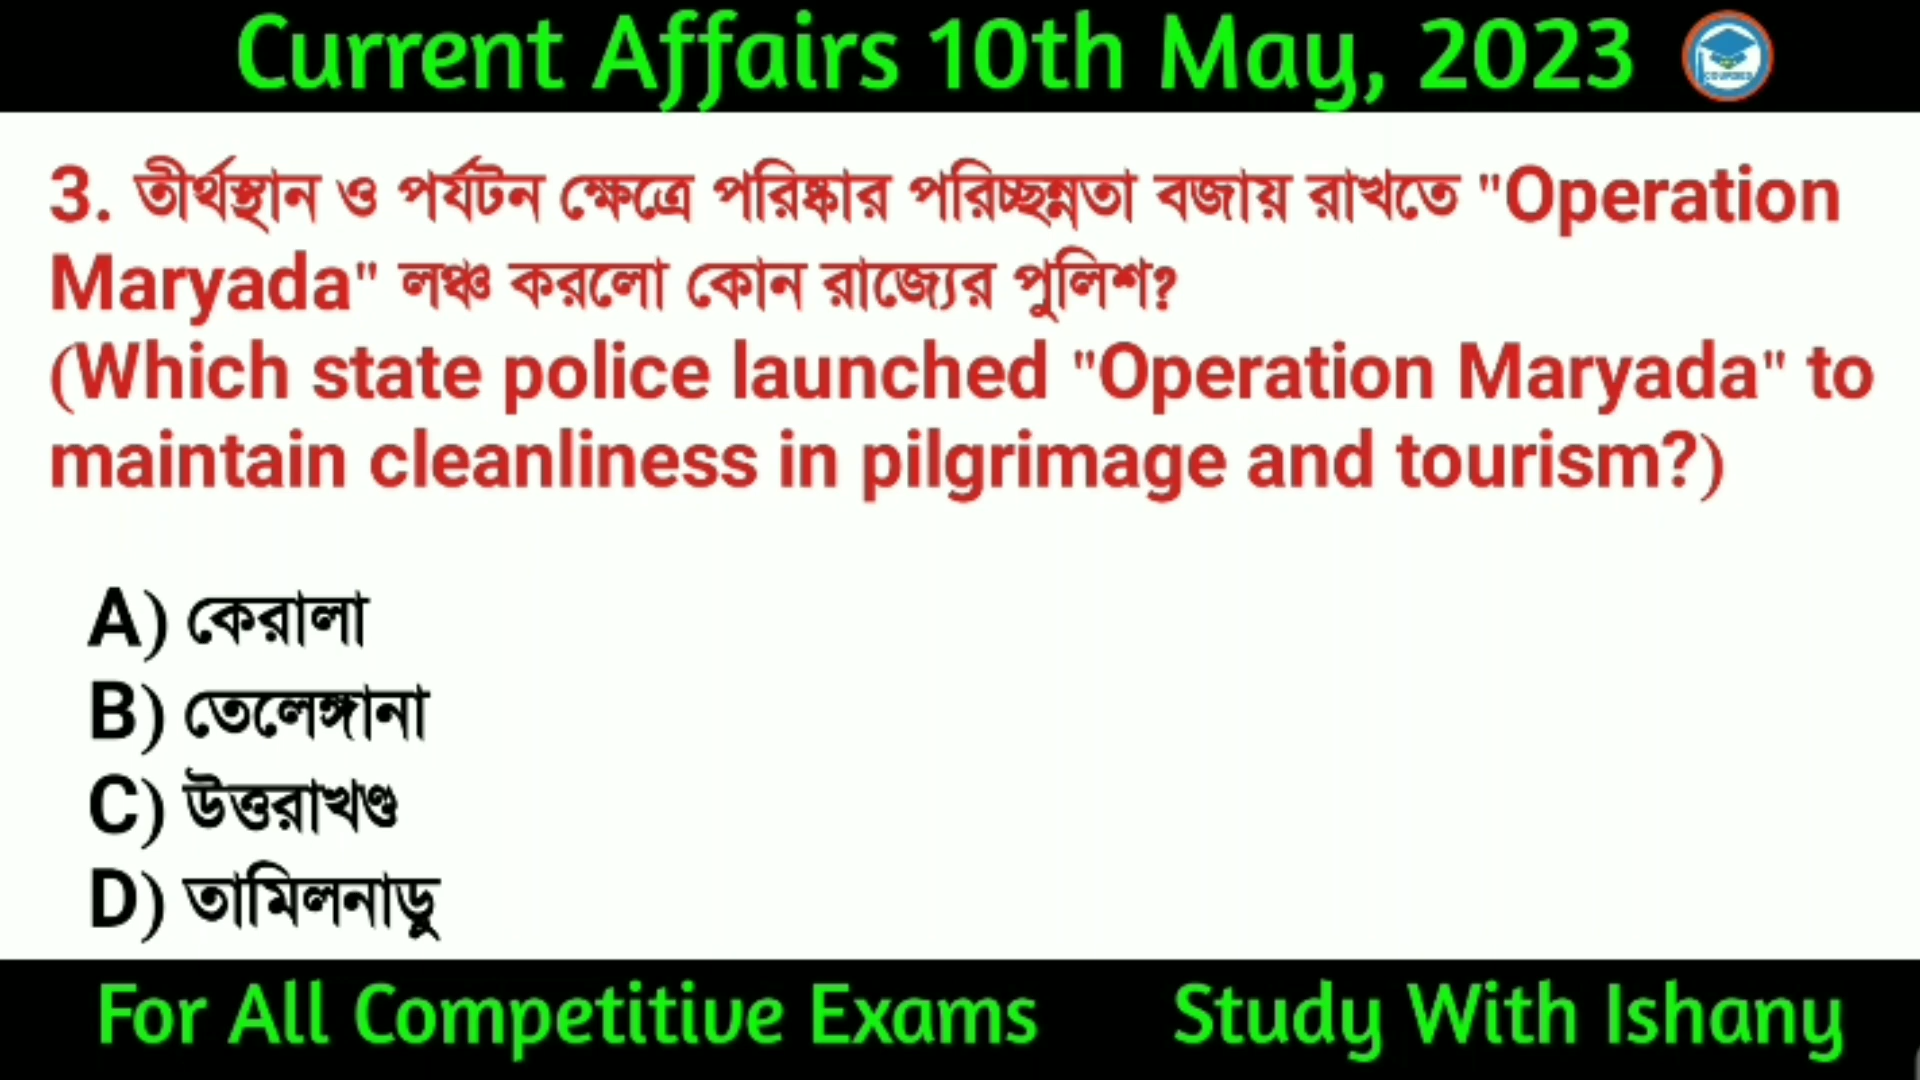 Current Affairs 10th May, 2023
COURSES
3. তীর্থস্থান ও পর্যটন ক্ষেত্রে পরিষ্কার পরিচ্ছন্নতা বজায় রাখতে "Operation
Maryada" লঞ্চ করলো কোন রাজ্যের পুলিশ?
(Which state police launched "Operation Maryada" to
maintain cleanliness in pilgrimage and tourism?)
A) কেরালা
B) তেলেঙ্গানা
C) উত্তরাখণ্ড
D) তামিলনাড়ু
For All Competitive Exams Study With Ishany